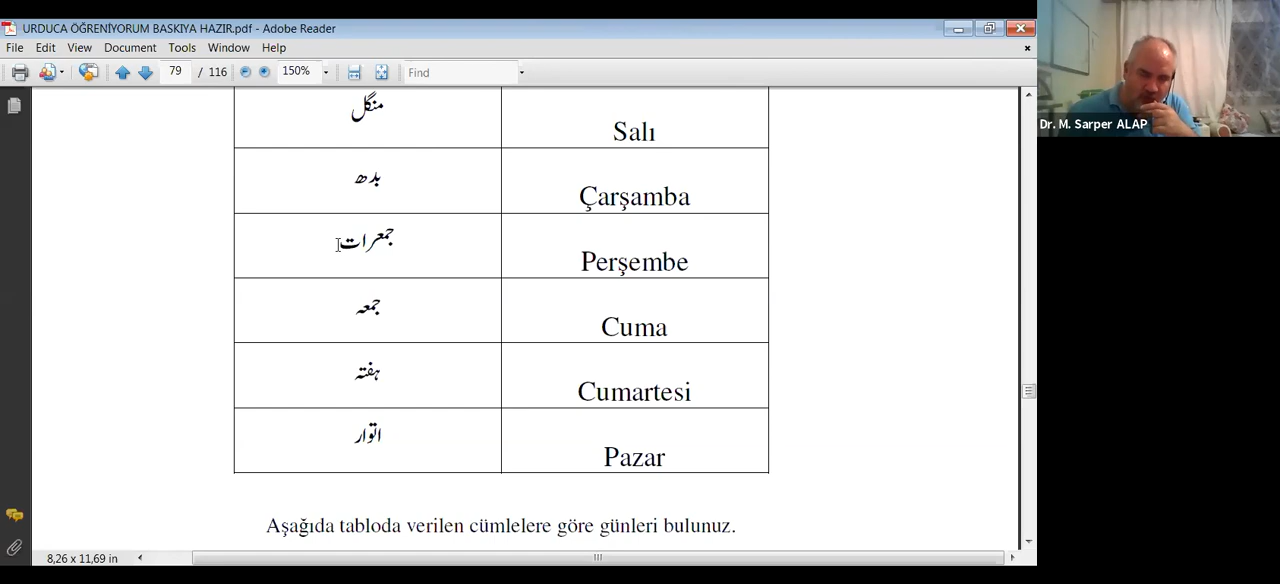 URDUCA ÖĞRENİYORUM BASKIYA HAZIR.pdf - Adobe Reader
File Edit View Document Tools Window Help
79 / 116 150% Find
Dr. M. Sarper ALAP
منگل Salı
بدھ Çarşamba
جمعرات Perşembe
جمعہ Cuma
ہفتہ Cumartesi
اتوار Pazar
Aşağıda tabloda verilen cümlelere göre günleri bulunuz.
8,26 x 11,69 in